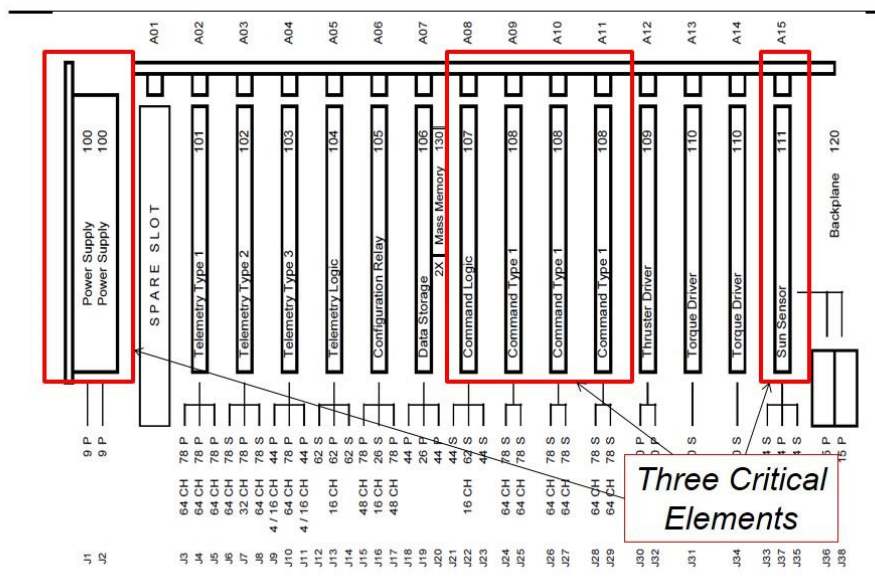 A01
A02
A03
A04
A05
A06
A07
A08
A09
A10
A11
A12
A13
A14
A15
Power Supply 100
Power Supply 100
SPARE SLOT
Telemetry Type 1 101
Telemetry Type 2 102
Telemetry Type 3 103
Telemetry Logic 104
Configuration Relay 105
Data Storage 106
2X Mass Memory 130
Command Logic 107
Command Type 1 108
Command Type 1 108
Command Type 1 108
Thruster Driver 109
Torque Driver 110
Torque Driver 110
Sun Sensor 111
Backplane 120
J1 9 P
J2 9 P
J3 64 CH 78 P
J4 64 CH 78 P
J5 64 CH 78 P
J6 64 CH 78 S
J7 32 CH 78 P
J8 64 CH 78 S
J9 4 / 16 CH 44 P
J10 64 CH 78 P
J11 4 / 16 CH 44 P
J12 62 S
J13 16 CH 62 P
J14 62 S
J15 48 CH 78 P
J16 16 CH 26 S
J17 48 CH 78 P
J18 44 P
J19 26 P
J20 44 P
J21 44 S
J22 16 CH 62 S
J23 44 S
J24 64 CH 78 S
J25 64 CH 78 S
J26 64 CH 78 S
J27 64 CH 78 S
J28 64 CH 78 S
J29 64 CH 78 S
J30 P
J32 P
J31 S
J34 S
J33 S
J37 P
J35 S
J36 P
J38 15 P
Three Critical
Elements